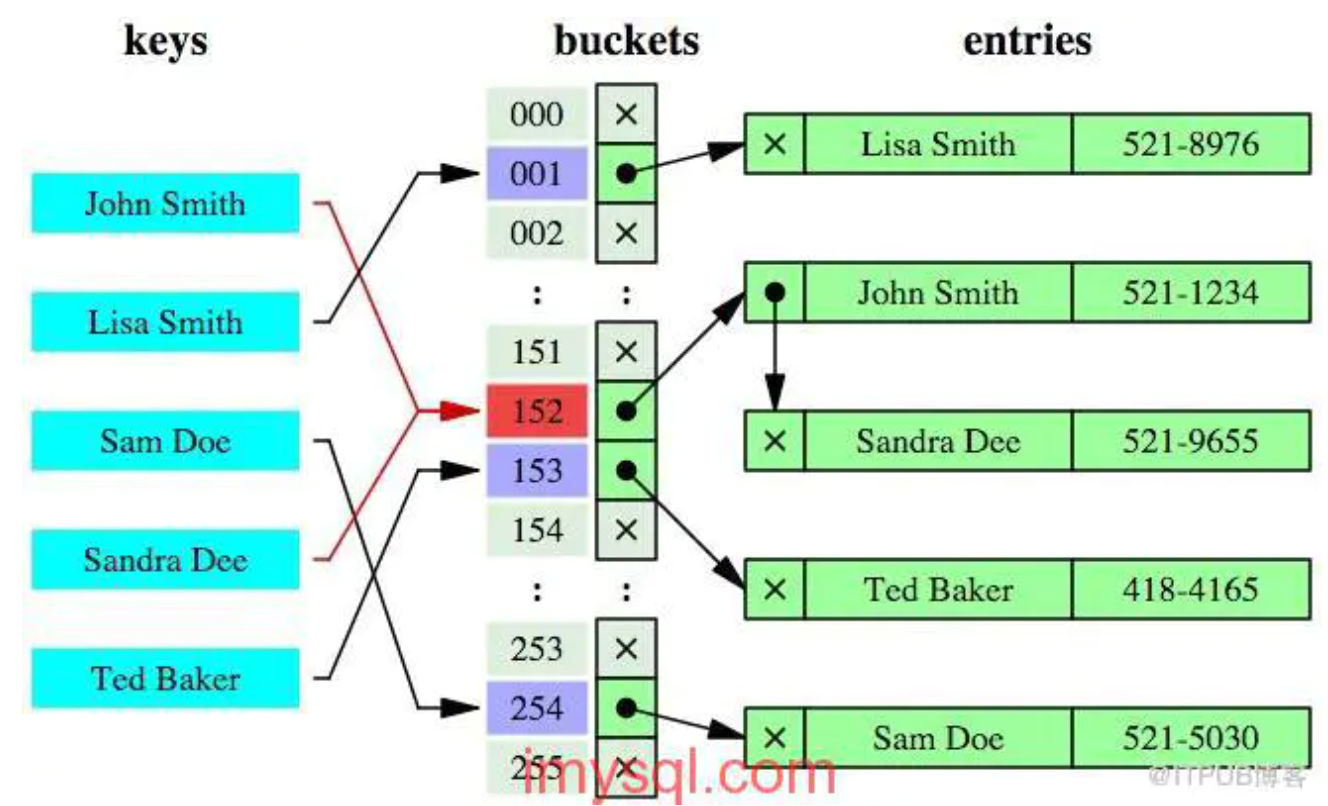 keys
buckets
entries
John Smith
Lisa Smith
Sam Doe
Sandra Dee
Ted Baker
000
001
002
:
:
151
152
153
154
:
:
253
254
255
Lisa Smith 521-8976
John Smith 521-1234
Sandra Dee 521-9655
Ted Baker 418-4165
Sam Doe 521-5030
imysql.com
@ITPUB博客